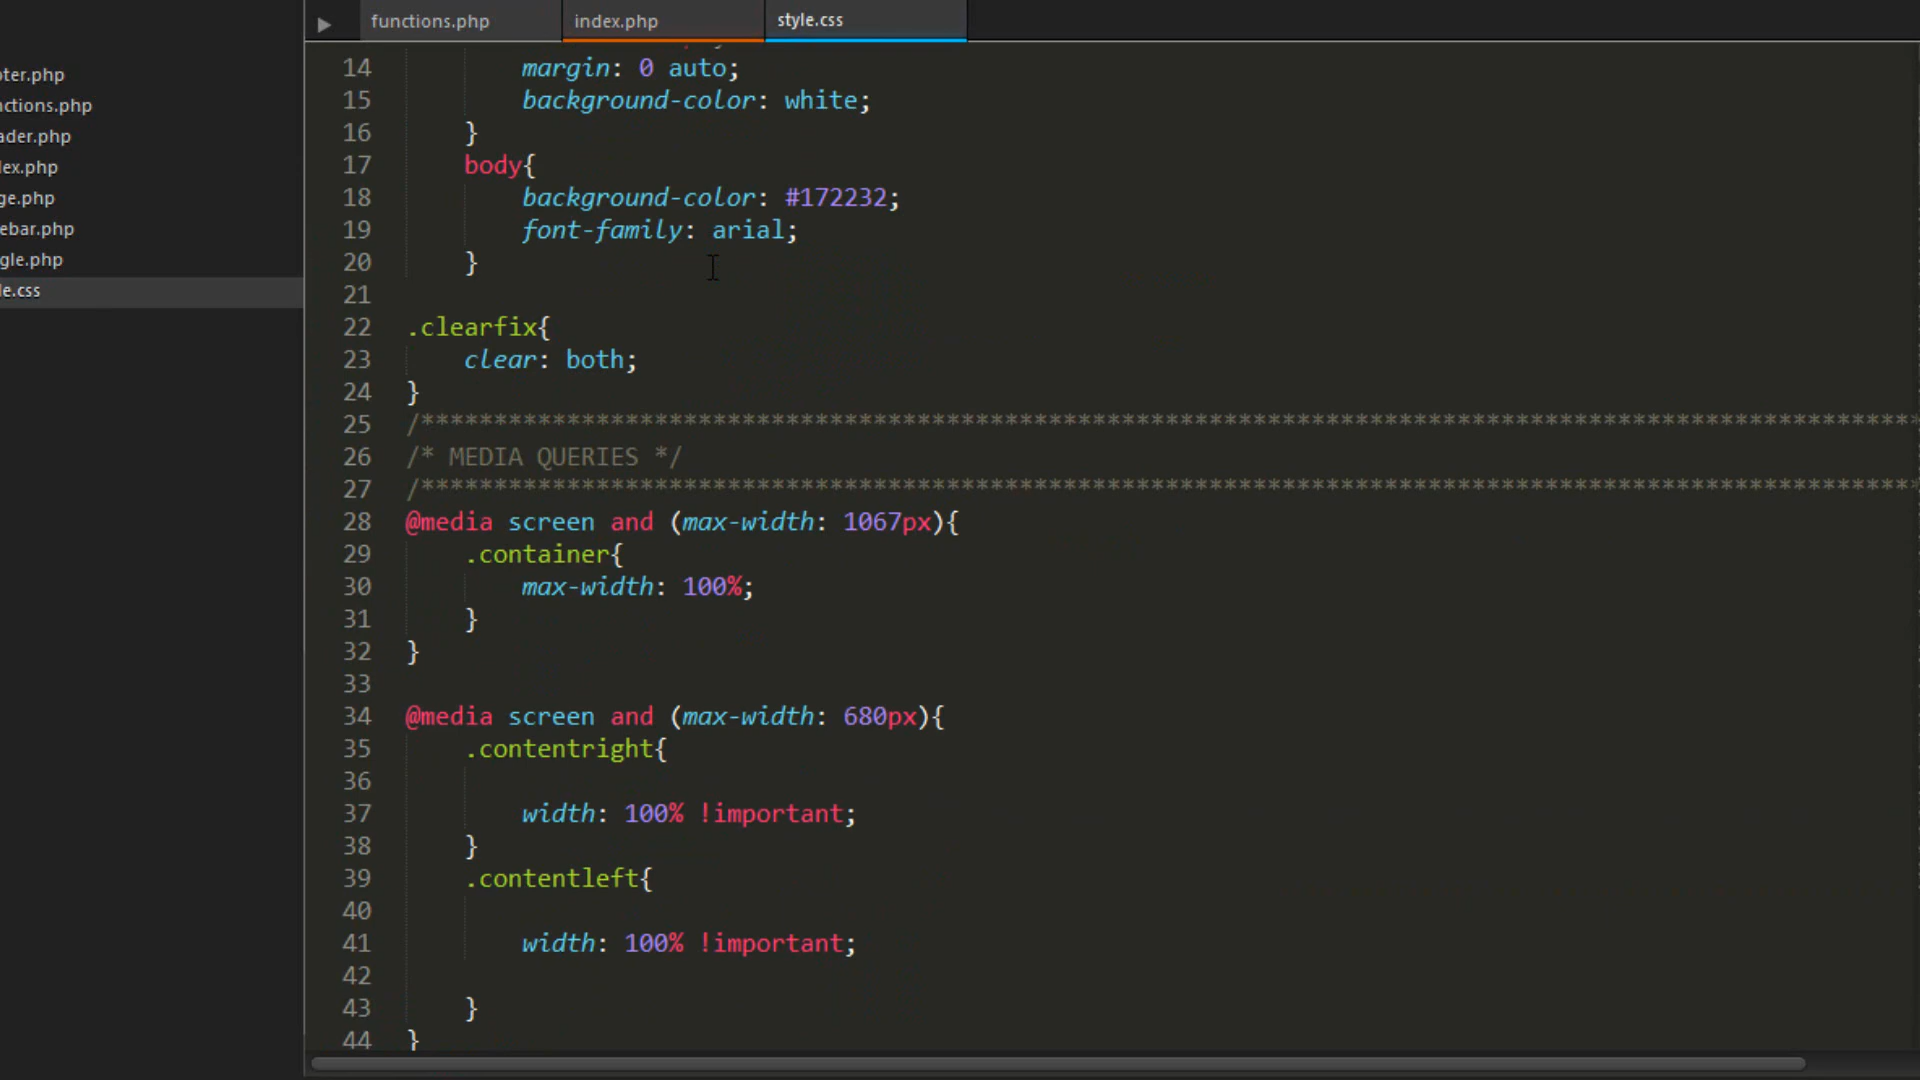 functions.php
index.php
style.css
oter.php
nctions.php
ader.php
dex.php
ge.php
ebar.php
gle.php
le.css
14 margin: 0 auto;
15 background-color: white;
16 }
17 body{
18 background-color: #172232;
19 font-family: arial;
20 }
21
22 .clearfix{
23 clear: both;
24 }
25 /*******************************************************************************************************
26 /* MEDIA QUERIES */
27 /*******************************************************************************************************
28 @media screen and (max-width: 1067px){
29 .container{
30 max-width: 100%;
31 }
32 }
33
34 @media screen and (max-width: 680px){
35 .contentright{
36
37 width: 100% !important;
38 }
39 .contentleft{
40
41 width: 100% !important;
42
43 }
44 }